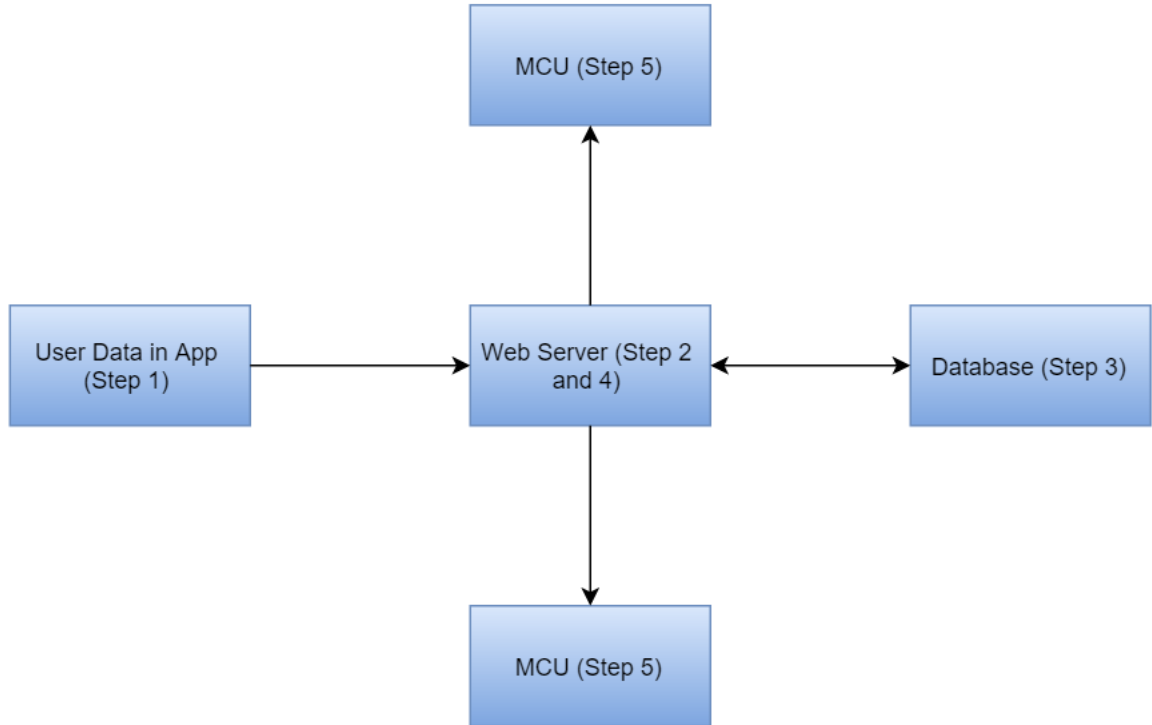 MCU (Step 5)
User Data in App
(Step 1)
Web Server (Step 2
and 4)
Database (Step 3)
MCU (Step 5)